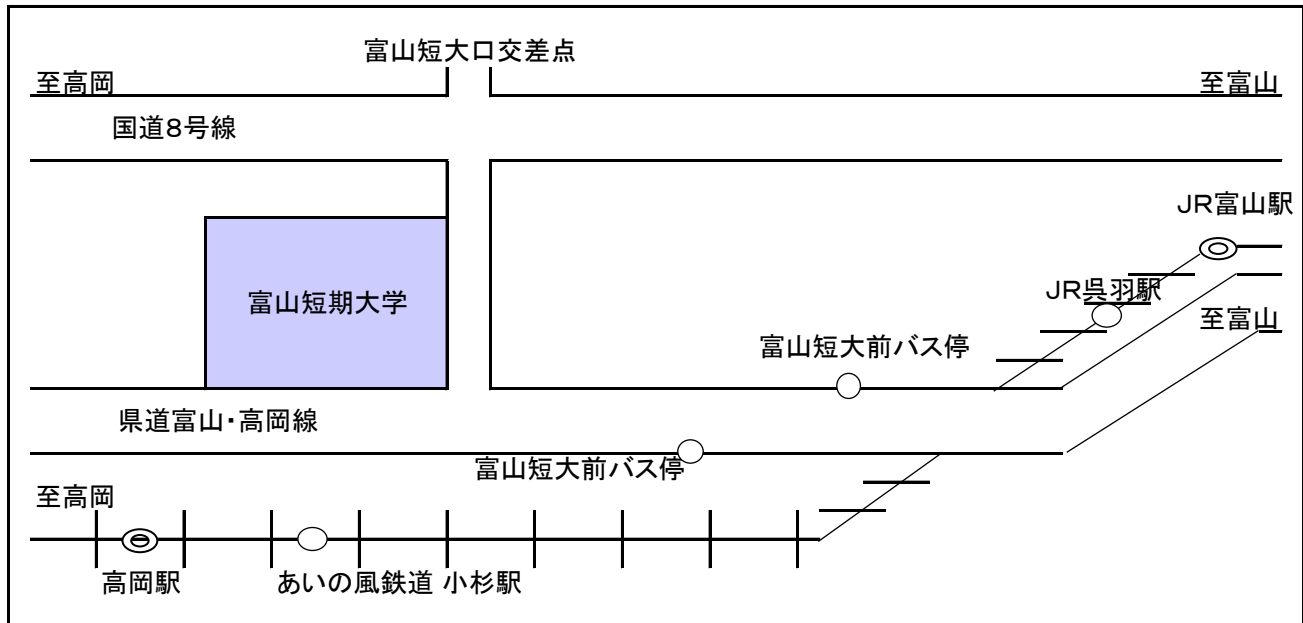 富山短大口交差点
至高岡
至富山
国道8号線
JR富山駅
富山短期大学
JR呉羽駅
至富山
富山短大前バス停
県道富山・高岡線
富山短大前バス停
至高岡
高岡駅
あいの風鉄道 小杉駅